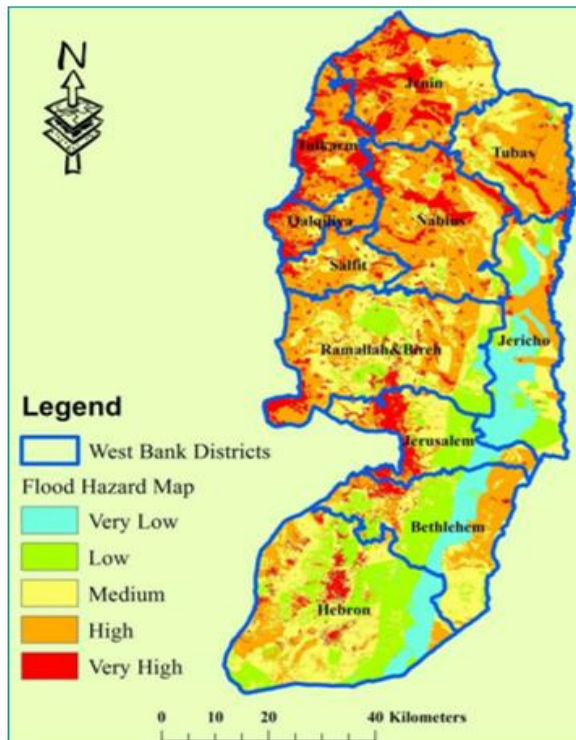 N
Jenin
Tulkarm
Tubas
Qalqiliya
Nablus
Salfit
Ramallah&Bireh
Jericho
Jerusalem
Bethlehem
Hebron
Legend
West Bank Districts
Flood Hazard Map
Very Low
Low
Medium
High
Very High
0 10 20 40 Kilometers